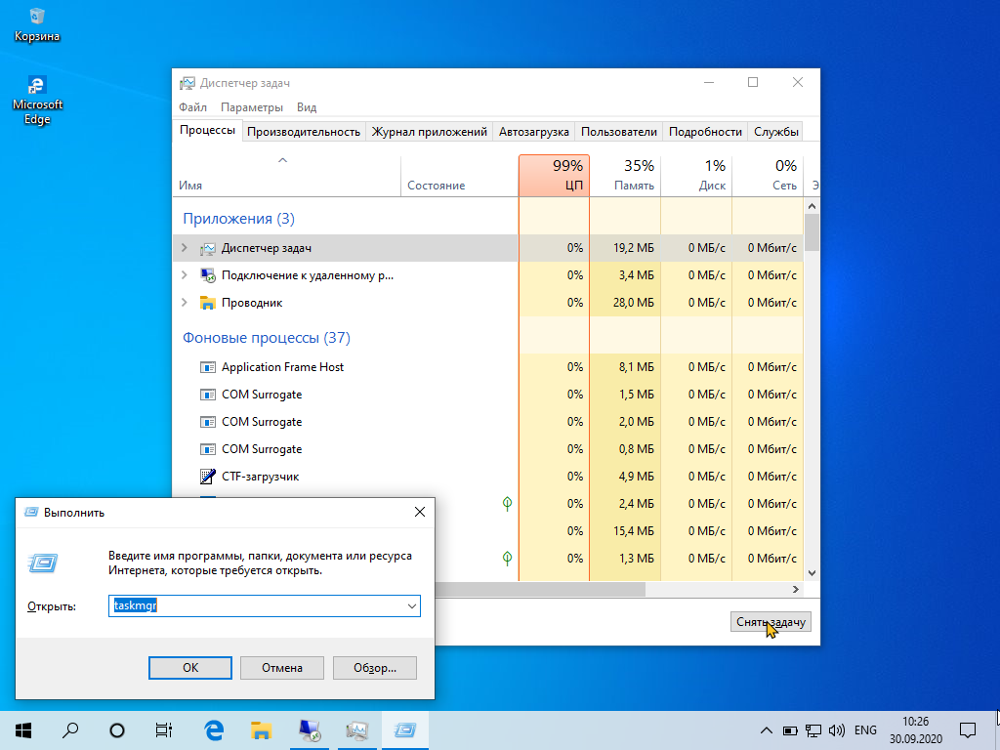 Корзина
Microsoft
Edge
Диспетчер задач
Файл Параметры Вид
Процессы Производительность Журнал приложений Автозагрузка Пользователи Подробности Службы
99% 35% 1% 0%
Имя Состояние ЦП Память Диск Сеть Э
Приложения (3)
Диспетчер задач 0% 19,2 МБ 0 МБ/с 0 Мбит/с
Подключение к удаленному р... 0% 3,4 МБ 0 МБ/с 0 Мбит/с
Проводник 0% 28,0 МБ 0 МБ/с 0 Мбит/с
Фоновые процессы (37)
Application Frame Host 0% 8,1 МБ 0 МБ/с 0 Мбит/с
COM Surrogate 0% 1,5 МБ 0 МБ/с 0 Мбит/с
COM Surrogate 0% 2,0 МБ 0 МБ/с 0 Мбит/с
COM Surrogate 0% 0,8 МБ 0 МБ/с 0 Мбит/с
CTF-загрузчик 0% 4,9 МБ 0 МБ/с 0 Мбит/с
0% 2,4 МБ 0 МБ/с 0 Мбит/с
0% 15,4 МБ 0 МБ/с 0 Мбит/с
0% 1,3 МБ 0 МБ/с 0 Мбит/с
Снять задачу
Выполнить
Введите имя программы, папки, документа или ресурса
Интернета, которые требуется открыть.
Открыть: taskmgr
ОК Отмена Обзор...
ENG 10:26
30.09.2020